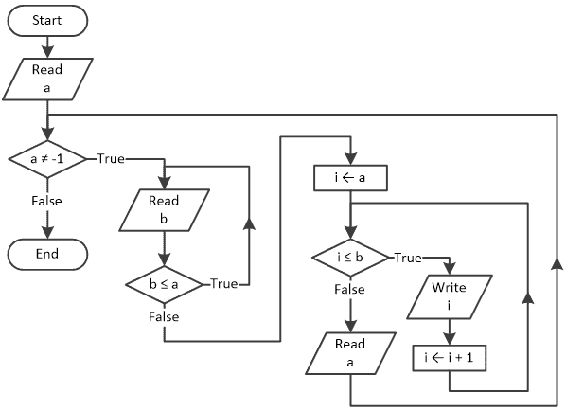 Start
Read
a
a ≠ -1
True
False
End
Read
b
b ≤ a
True
False
i ← a
i ≤ b
True
False
Write
i
i ← i + 1
Read
a